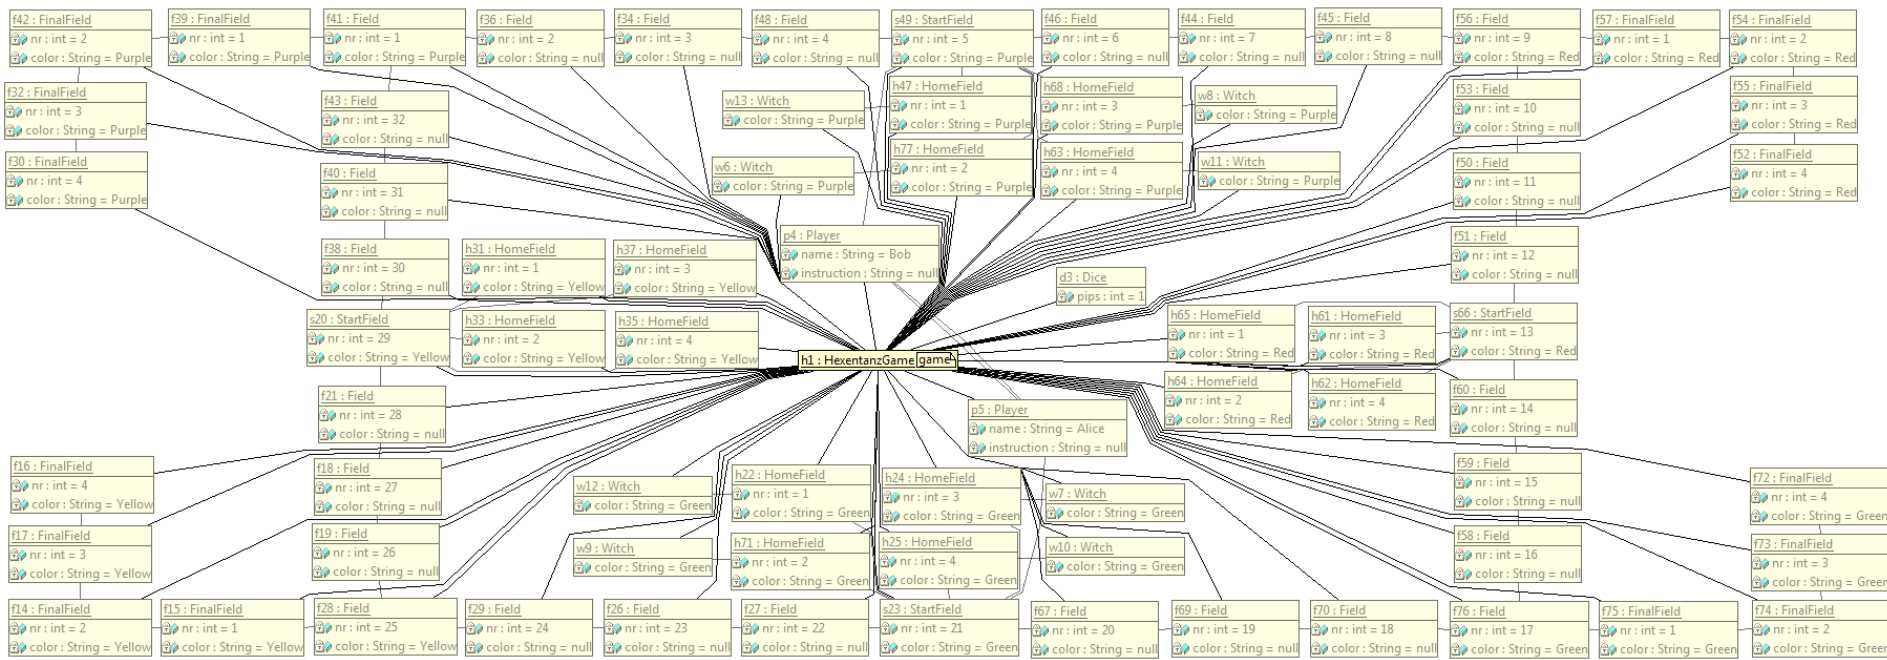 f42 : FinalField
nr : int = 2
color : String = Purple
f39 : FinalField
nr : int = 1
color : String = Purple
f41 : Field
nr : int = 1
color : String = Purple
f36 : Field
nr : int = 2
color : String = null
f34 : Field
nr : int = 3
color : String = null
f48 : Field
nr : int = 4
color : String = null
s49 : StartField
nr : int = 5
color : String = Purple
f46 : Field
nr : int = 6
color : String = null
f44 : Field
nr : int = 7
color : String = null
f45 : Field
nr : int = 8
color : String = null
f56 : Field
nr : int = 9
color : String = Red
f57 : FinalField
nr : int = 1
color : String = Red
f54 : FinalField
nr : int = 2
color : String = Red
f32 : FinalField
nr : int = 3
color : String = Purple
f43 : Field
nr : int = 32
color : String = null
w13 : Witch
color : String = Purple
h47 : HomeField
nr : int = 1
color : String = Purple
h68 : HomeField
nr : int = 3
color : String = Purple
w8 : Witch
color : String = Purple
f53 : Field
nr : int = 10
color : String = null
f55 : FinalField
nr : int = 3
color : String = Red
f30 : FinalField
nr : int = 4
color : String = Purple
f40 : Field
nr : int = 31
color : String = null
w6 : Witch
color : String = Purple
h77 : HomeField
nr : int = 2
color : String = Purple
h63 : HomeField
nr : int = 4
color : String = Purple
w11 : Witch
color : String = Purple
f50 : Field
nr : int = 11
color : String = null
f52 : FinalField
nr : int = 4
color : String = Red
f38 : Field
nr : int = 30
color : String = null
h31 : HomeField
nr : int = 1
color : String = Yellow
h37 : HomeField
nr : int = 3
color : String = Yellow
p4 : Player
name : String = Bob
instruction : String = null
d3 : Dice
pips : int = 1
f51 : Field
nr : int = 12
color : String = null
s20 : StartField
nr : int = 29
color : String = Yellow
h33 : HomeField
nr : int = 2
color : String = Yellow
h35 : HomeField
nr : int = 4
color : String = Yellow
h1 : HexentanzGame game
h65 : HomeField
nr : int = 1
color : String = Red
h61 : HomeField
nr : int = 3
color : String = Red
s66 : StartField
nr : int = 13
color : String = Red
f21 : Field
nr : int = 28
color : String = null
p5 : Player
name : String = Alice
instruction : String = null
h64 : HomeField
nr : int = 2
color : String = Red
h62 : HomeField
nr : int = 4
color : String = Red
f60 : Field
nr : int = 14
color : String = null
f16 : FinalField
nr : int = 4
color : String = Yellow
f18 : Field
nr : int = 27
color : String = null
w12 : Witch
color : String = Green
h22 : HomeField
nr : int = 1
color : String = Green
h24 : HomeField
nr : int = 3
color : String = Green
w7 : Witch
color : String = Green
f59 : Field
nr : int = 15
color : String = null
f72 : FinalField
nr : int = 4
color : String = Green
f17 : FinalField
nr : int = 3
color : String = Yellow
f19 : Field
nr : int = 26
color : String = null
w9 : Witch
color : String = Green
h71 : HomeField
nr : int = 2
color : String = Green
h25 : HomeField
nr : int = 4
color : String = Green
w10 : Witch
color : String = Green
f58 : Field
nr : int = 16
color : String = null
f73 : FinalField
nr : int = 3
color : String = Green
f14 : FinalField
nr : int = 2
color : String = Yellow
f15 : FinalField
nr : int = 1
color : String = Yellow
f28 : Field
nr : int = 25
color : String = Yellow
f29 : Field
nr : int = 24
color : String = null
f26 : Field
nr : int = 23
color : String = null
f27 : Field
nr : int = 22
color : String = null
s23 : StartField
nr : int = 21
color : String = Green
f67 : Field
nr : int = 20
color : String = null
f69 : Field
nr : int = 19
color : String = null
f70 : Field
nr : int = 18
color : String = null
f76 : Field
nr : int = 17
color : String = Green
f75 : FinalField
nr : int = 1
color : String = Green
f74 : FinalField
nr : int = 2
color : String = Green